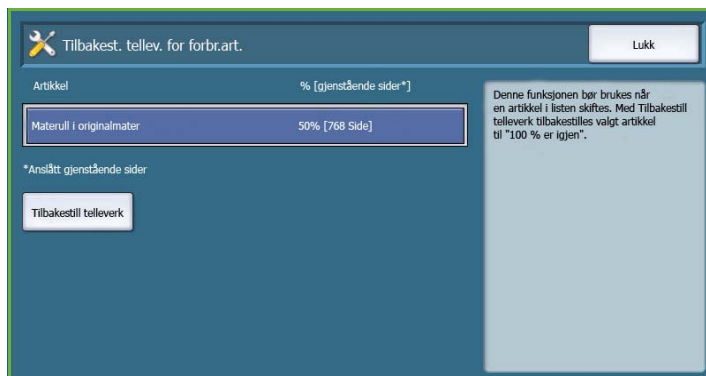 Tilbakest. tellev. for forbr.art.
Lukk
Artikkel % [gjenstående sider*]
Materull i originalmater 50% [768 Side]
*Anslått gjenstående sider
Tilbakestill telleverk
Denne funksjonen bør brukes når
en artikkel i listen skiftes. Med Tilbakestill
telleverk tilbakestilles valgt artikkel
til "100 % er igjen".